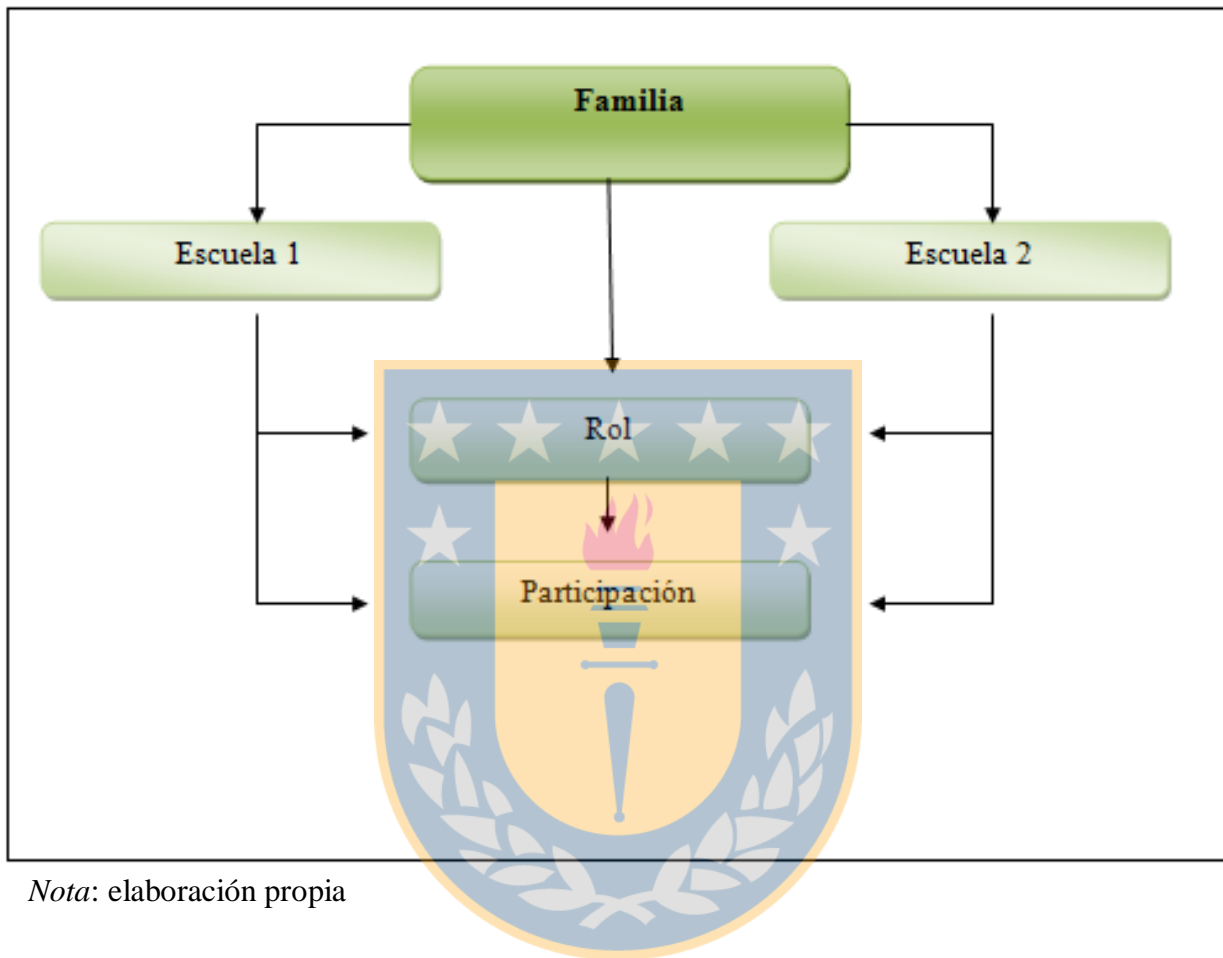 Familia
Escuela 1
Escuela 2
Rol
Participación
Nota: elaboración propia